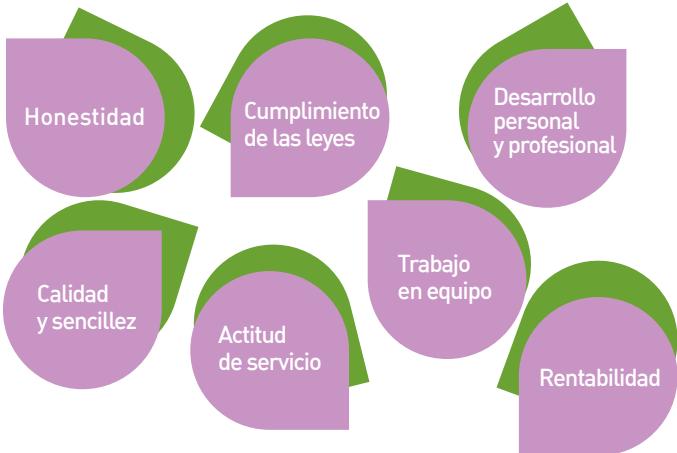 Honestidad
Cumplimiento
de las leyes
Desarrollo
personal
y profesional
Calidad
y sencillez
Actitud
de servicio
Trabajo
en equipo
Rentabilidad